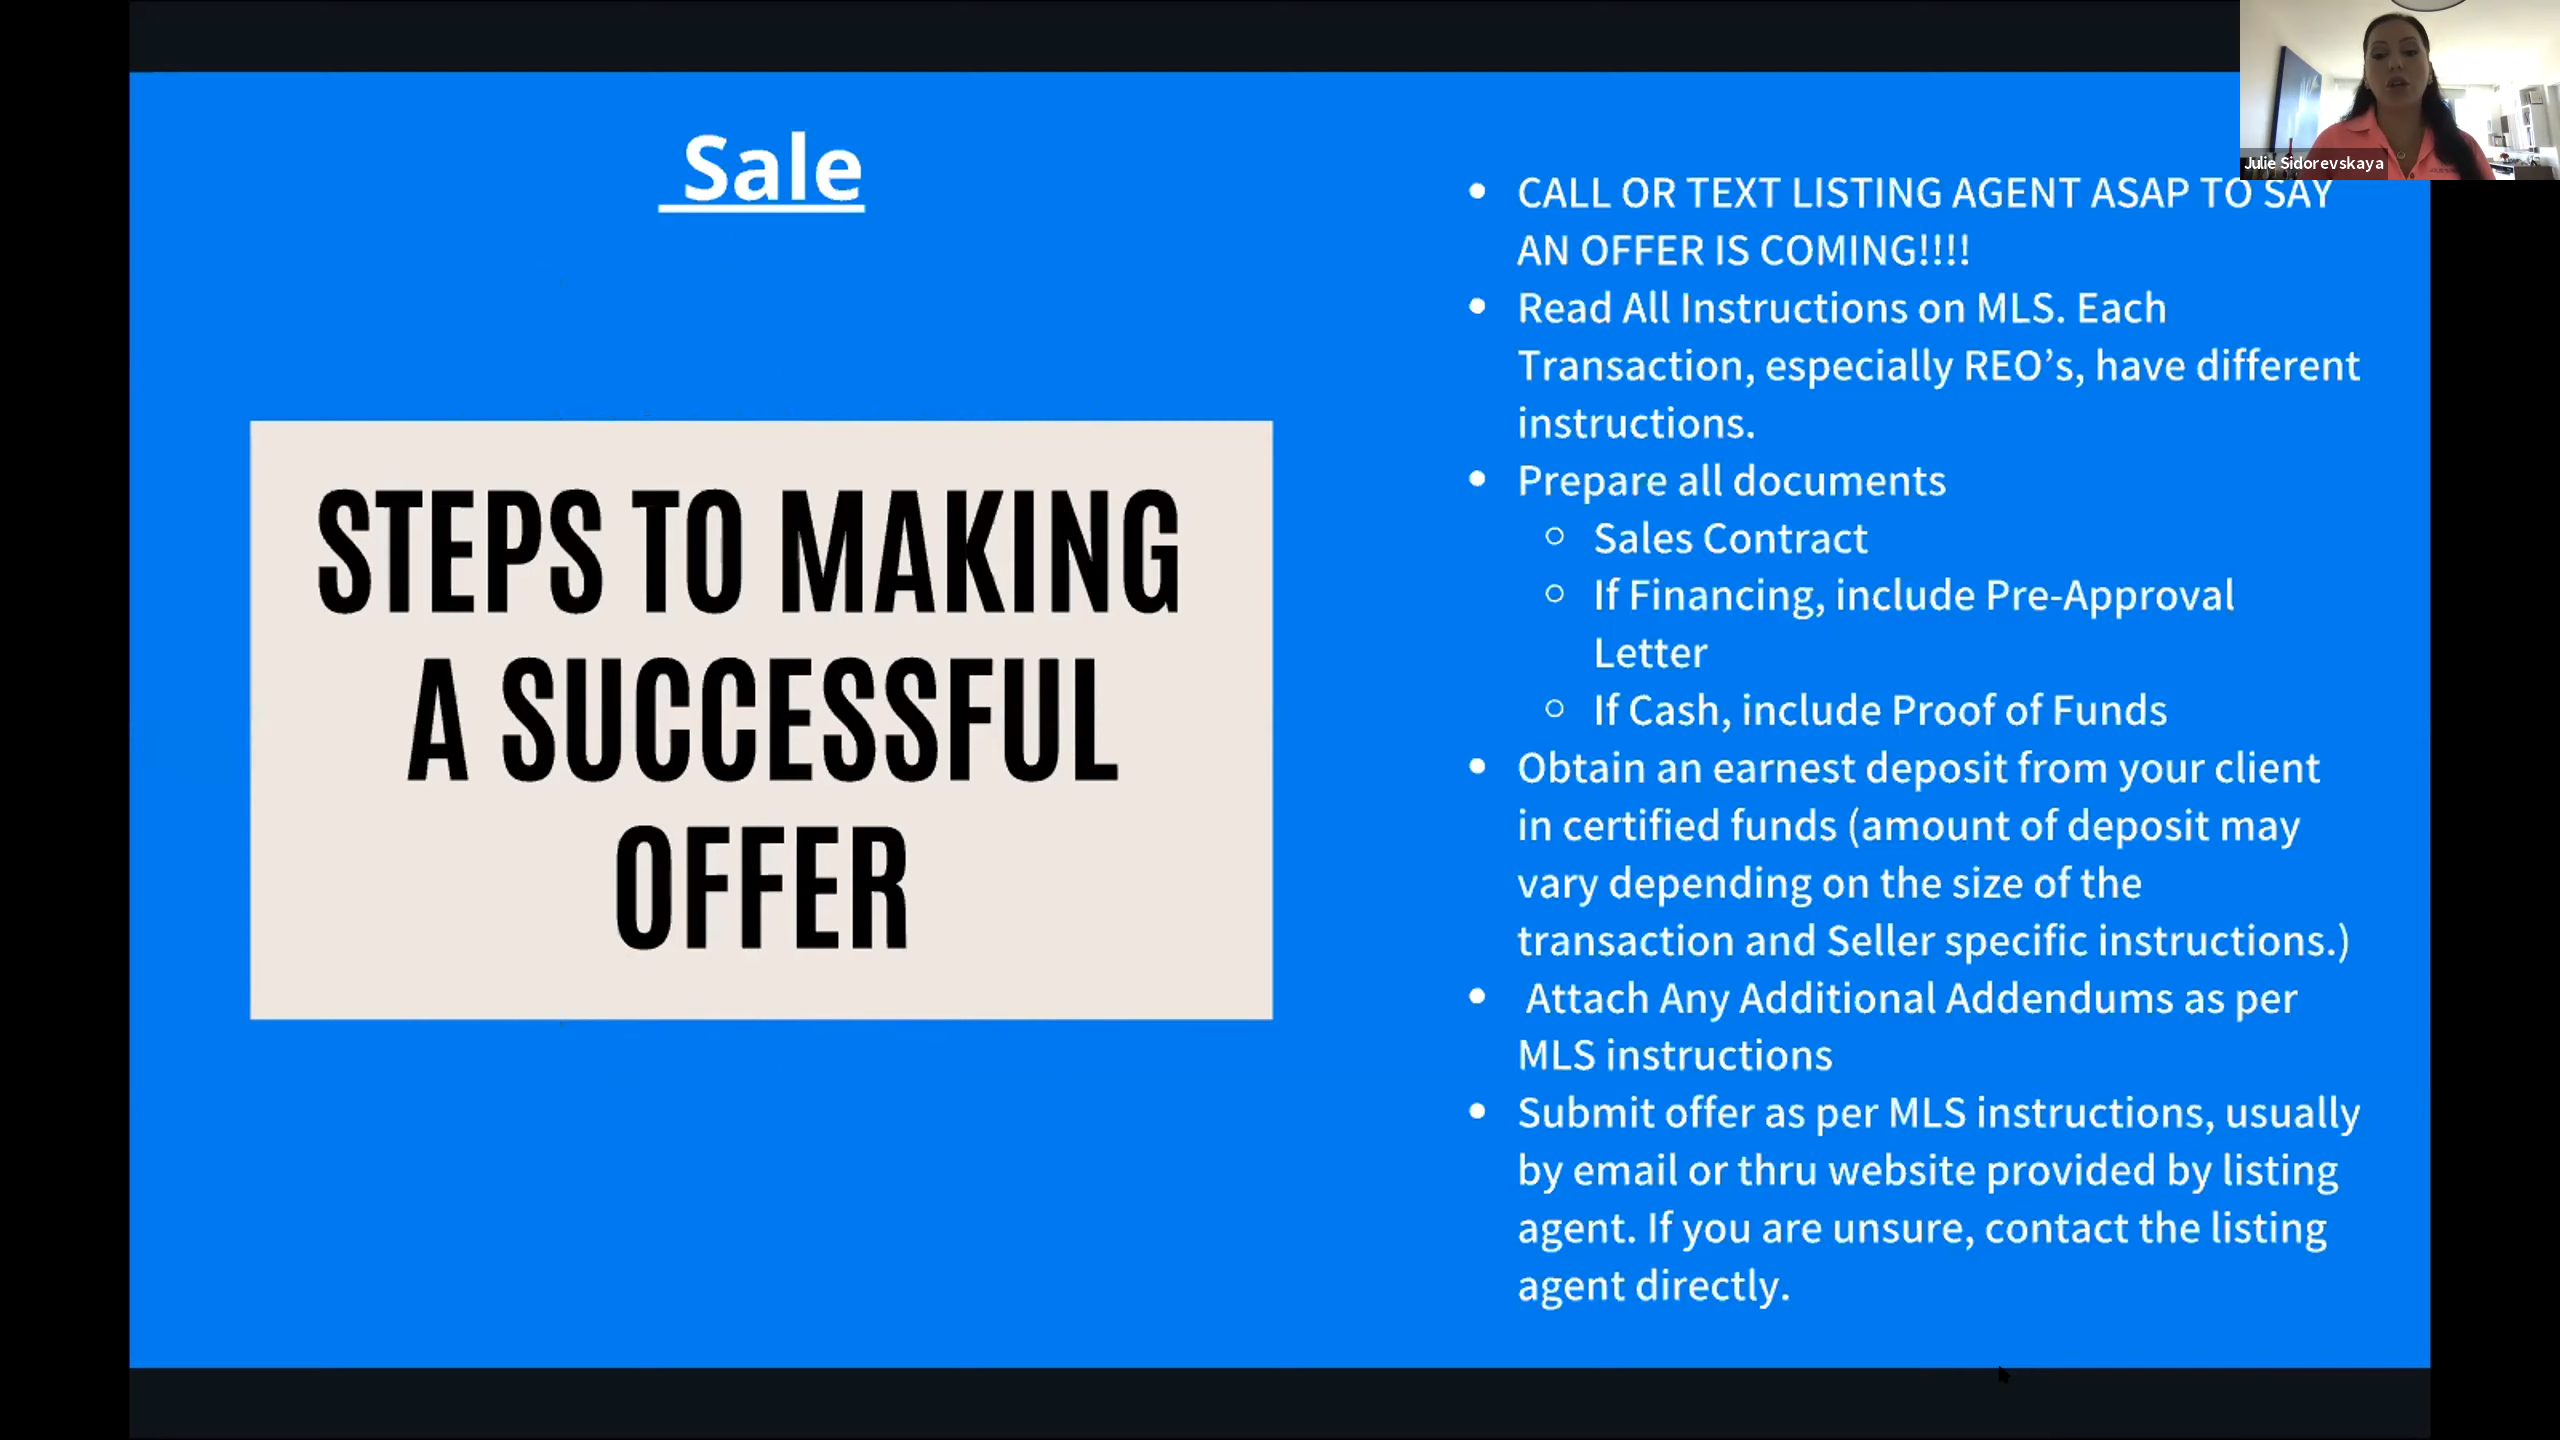 Sale
STEPS TO MAKING
A SUCCESSFUL
OFFER
Julie Sidorevskaya
• CALL OR TEXT LISTING AGENT ASAP TO SAY
AN OFFER IS COMING!!!!
• Read All Instructions on MLS. Each
Transaction, especially REO’s, have different
instructions.
• Prepare all documents
○ Sales Contract
○ If Financing, include Pre-Approval
Letter
○ If Cash, include Proof of Funds
• Obtain an earnest deposit from your client
in certified funds (amount of deposit may
vary depending on the size of the
transaction and Seller specific instructions.)
• Attach Any Additional Addendums as per
MLS instructions
• Submit offer as per MLS instructions, usually
by email or thru website provided by listing
agent. If you are unsure, contact the listing
agent directly.